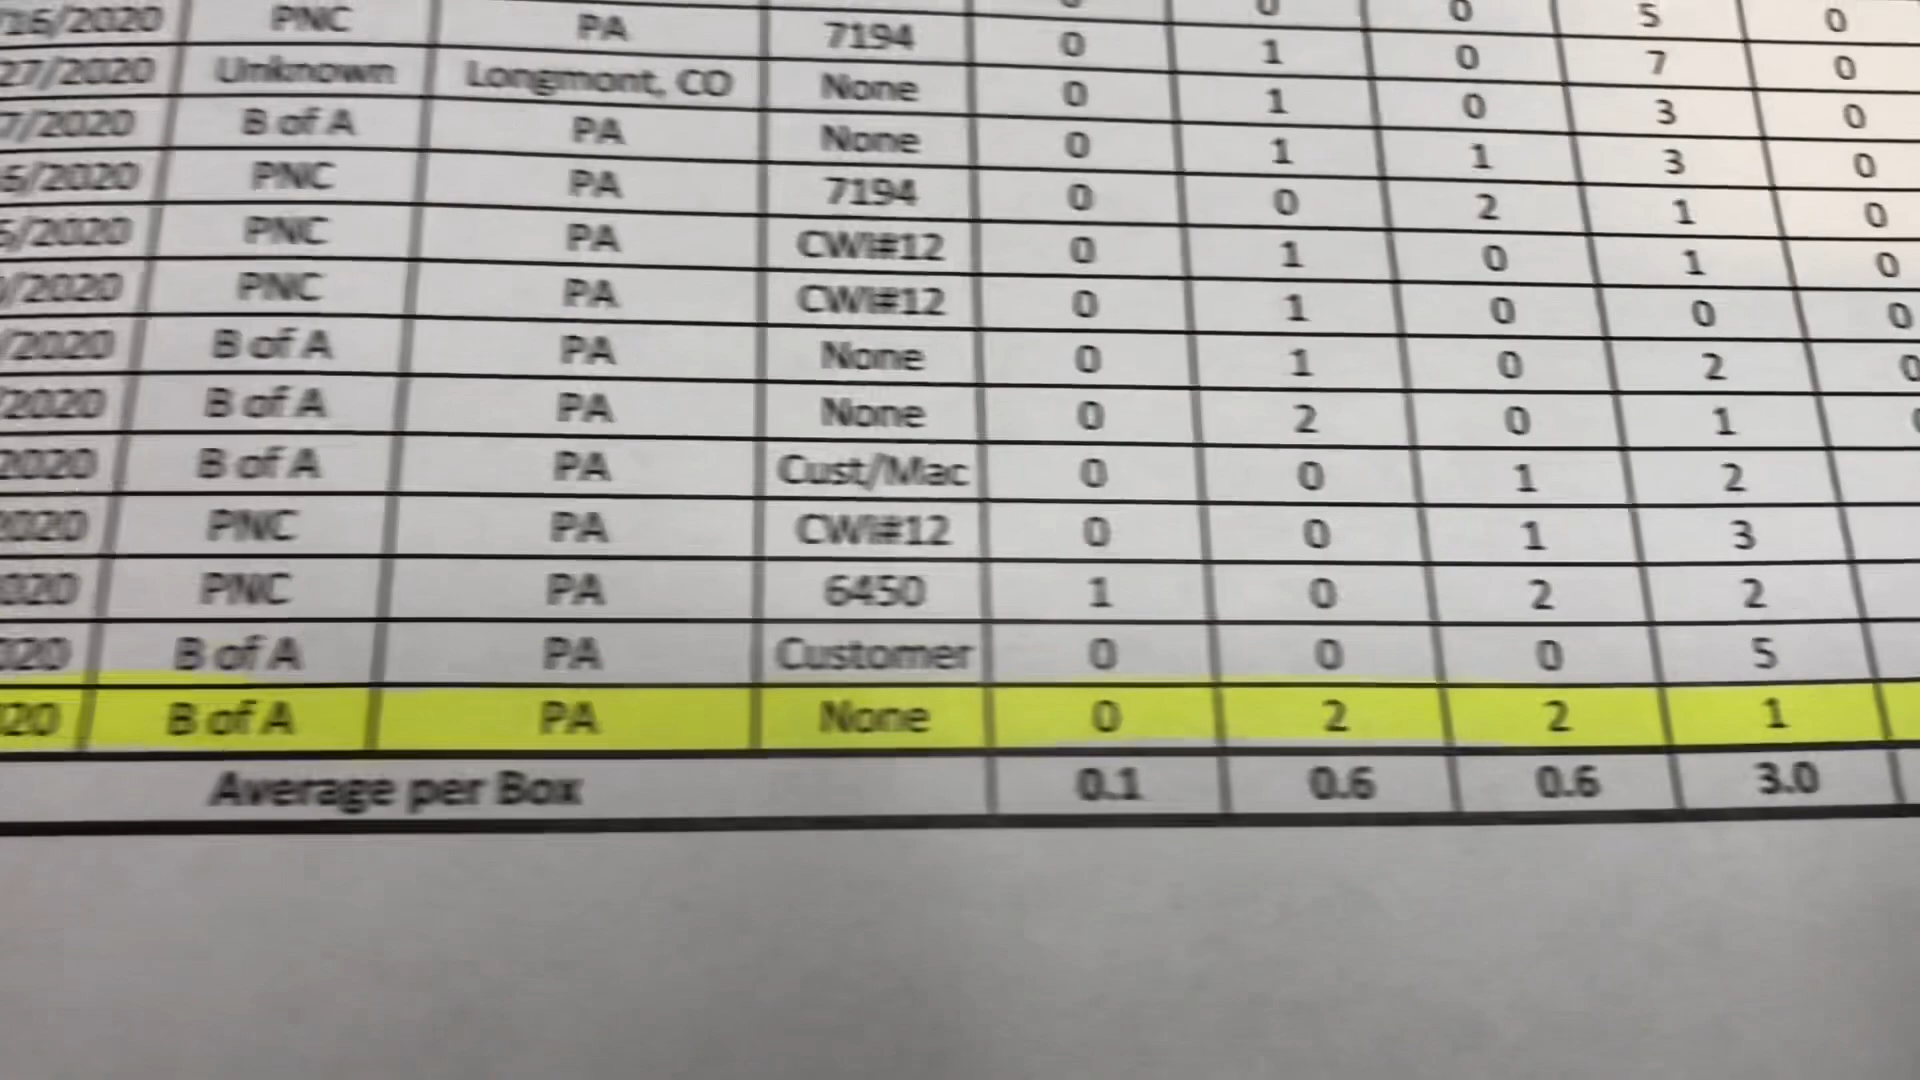 0 0 0 5 0
/16/2020 PNC PA 7194 0 1 0 7 0
27/2020 Unknown Longmont, CO None 0 1 0 3 0
7/2020 B of A PA None 0 1 1 3 0
6/2020 PNC PA 7194 0 0 2 1 0
5/2020 PNC PA CWI#12 0 1 0 1 0
/2020 PNC PA CWI#12 0 1 0 0 0
/2020 B of A PA None 0 1 0 2 0
2020 B of A PA None 0 2 0 1
2020 B of A PA Cust/Mac 0 0 1 2
2020 PNC PA CWI#12 0 0 1 3
020 PNC PA 6450 1 0 2 2
020 B of A PA Customer 0 0 0 5
20 B of A PA None 0 2 2 1
Average per Box 0.1 0.6 0.6 3.0